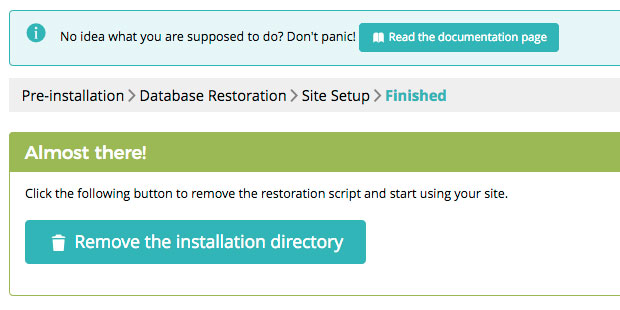 No idea what you are supposed to do? Don't panic! Read the documentation page
Pre-installation > Database Restoration > Site Setup > Finished
Almost there!
Click the following button to remove the restoration script and start using your site.
Remove the installation directory